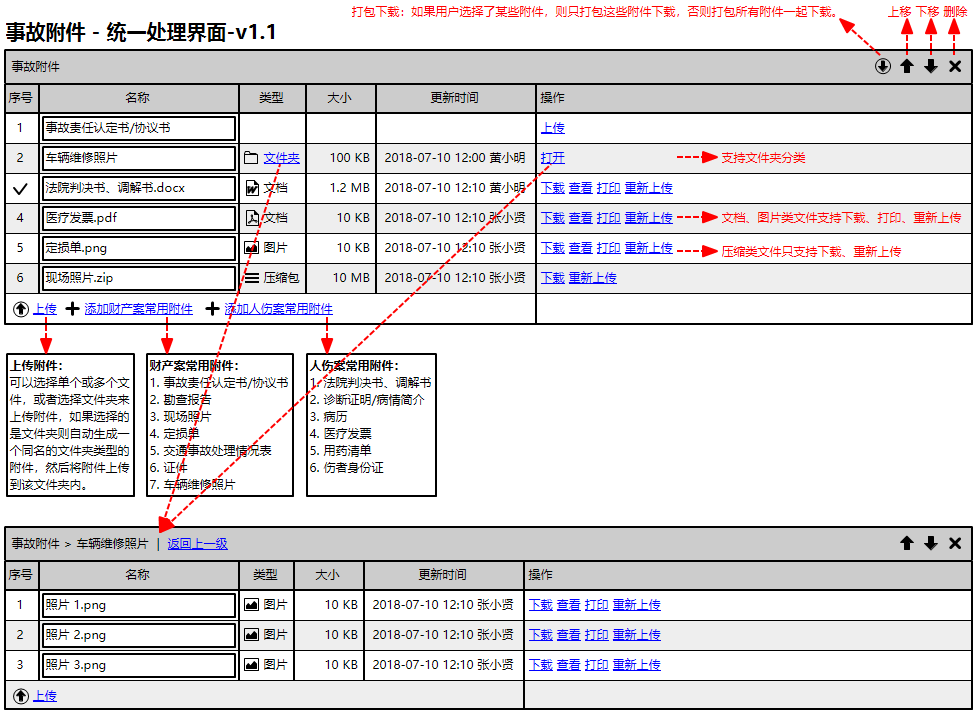 打包下载：如果用户选择了某些附件，则只打包这些附件下载，否则打包所有附件一起下载。 上移 下移 删除
事故附件 - 统一处理界面-v1.1
事故附件
序号 名称 类型 大小 更新时间 操作
1 事故责任认定书/协议书 上传
2 车辆维修照片 文件夹 100 KB 2018-07-10 12:00 黄小明 打开 支持文件夹分类
法院判决书、调解书.docx 文档 1.2 MB 2018-07-10 12:10 黄小明 下载 查看 打印 重新上传
4 医疗发票.pdf 文档 10 KB 2018-07-10 12:10 张小贤 下载 查看 打印 重新上传 文档、图片类文件支持下载、打印、重新上传
5 定损单.png 图片 10 KB 2018-07-10 12:10 张小贤 下载 查看 打印 重新上传 压缩类文件只支持下载、重新上传
6 现场照片.zip 压缩包 10 MB 2018-07-10 12:10 张小贤 下载 重新上传
上传 添加财产案常用附件 添加人伤案常用附件
上传附件：
可以选择单个或多个文
件，或者选择文件夹来
上传附件，如果选择的
是文件夹则自动生成一
个同名的文件夹类型的
附件，然后将附件上传
到该文件夹内。
财产案常用附件：
1. 事故责任认定书/协议书
2. 勘查报告
3. 现场照片
4. 定损单
5. 交通事故处理情况表
6. 证件
7. 车辆维修照片
人伤案常用附件：
1. 法院判决书、调解书
2. 诊断证明/病情简介
3. 病历
4. 医疗发票
5. 用药清单
6. 伤者身份证
事故附件 > 车辆维修照片 | 返回上一级
序号 名称 类型 大小 更新时间 操作
1 照片 1.png 图片 10 KB 2018-07-10 12:10 张小贤 下载 查看 打印 重新上传
2 照片 2.png 图片 10 KB 2018-07-10 12:10 张小贤 下载 查看 打印 重新上传
3 照片 3.png 图片 10 KB 2018-07-10 12:10 张小贤 下载 查看 打印 重新上传
上传